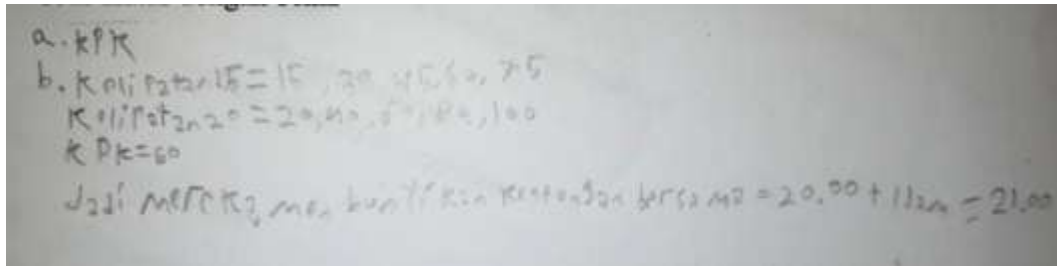 a. KPK
b. Kelipatan 15 = 15, 30, 45, 60, 75
Kelipatan 20 = 20, 40, 60, 80, 100
KPK = 60
Jadi mereka membunyikan kentongan bersama = 20.00 + 1 Jam = 21.00